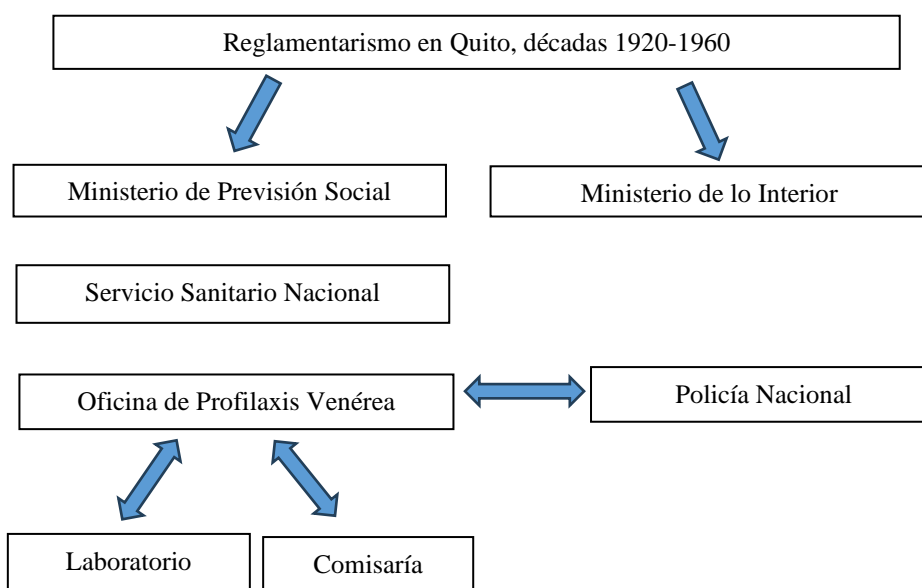 Reglamentarismo en Quito, décadas 1920-1960
Ministerio de Previsión Social
Ministerio de lo Interior
Servicio Sanitario Nacional
Oficina de Profilaxis Venérea
Policía Nacional
Laboratorio
Comisaría